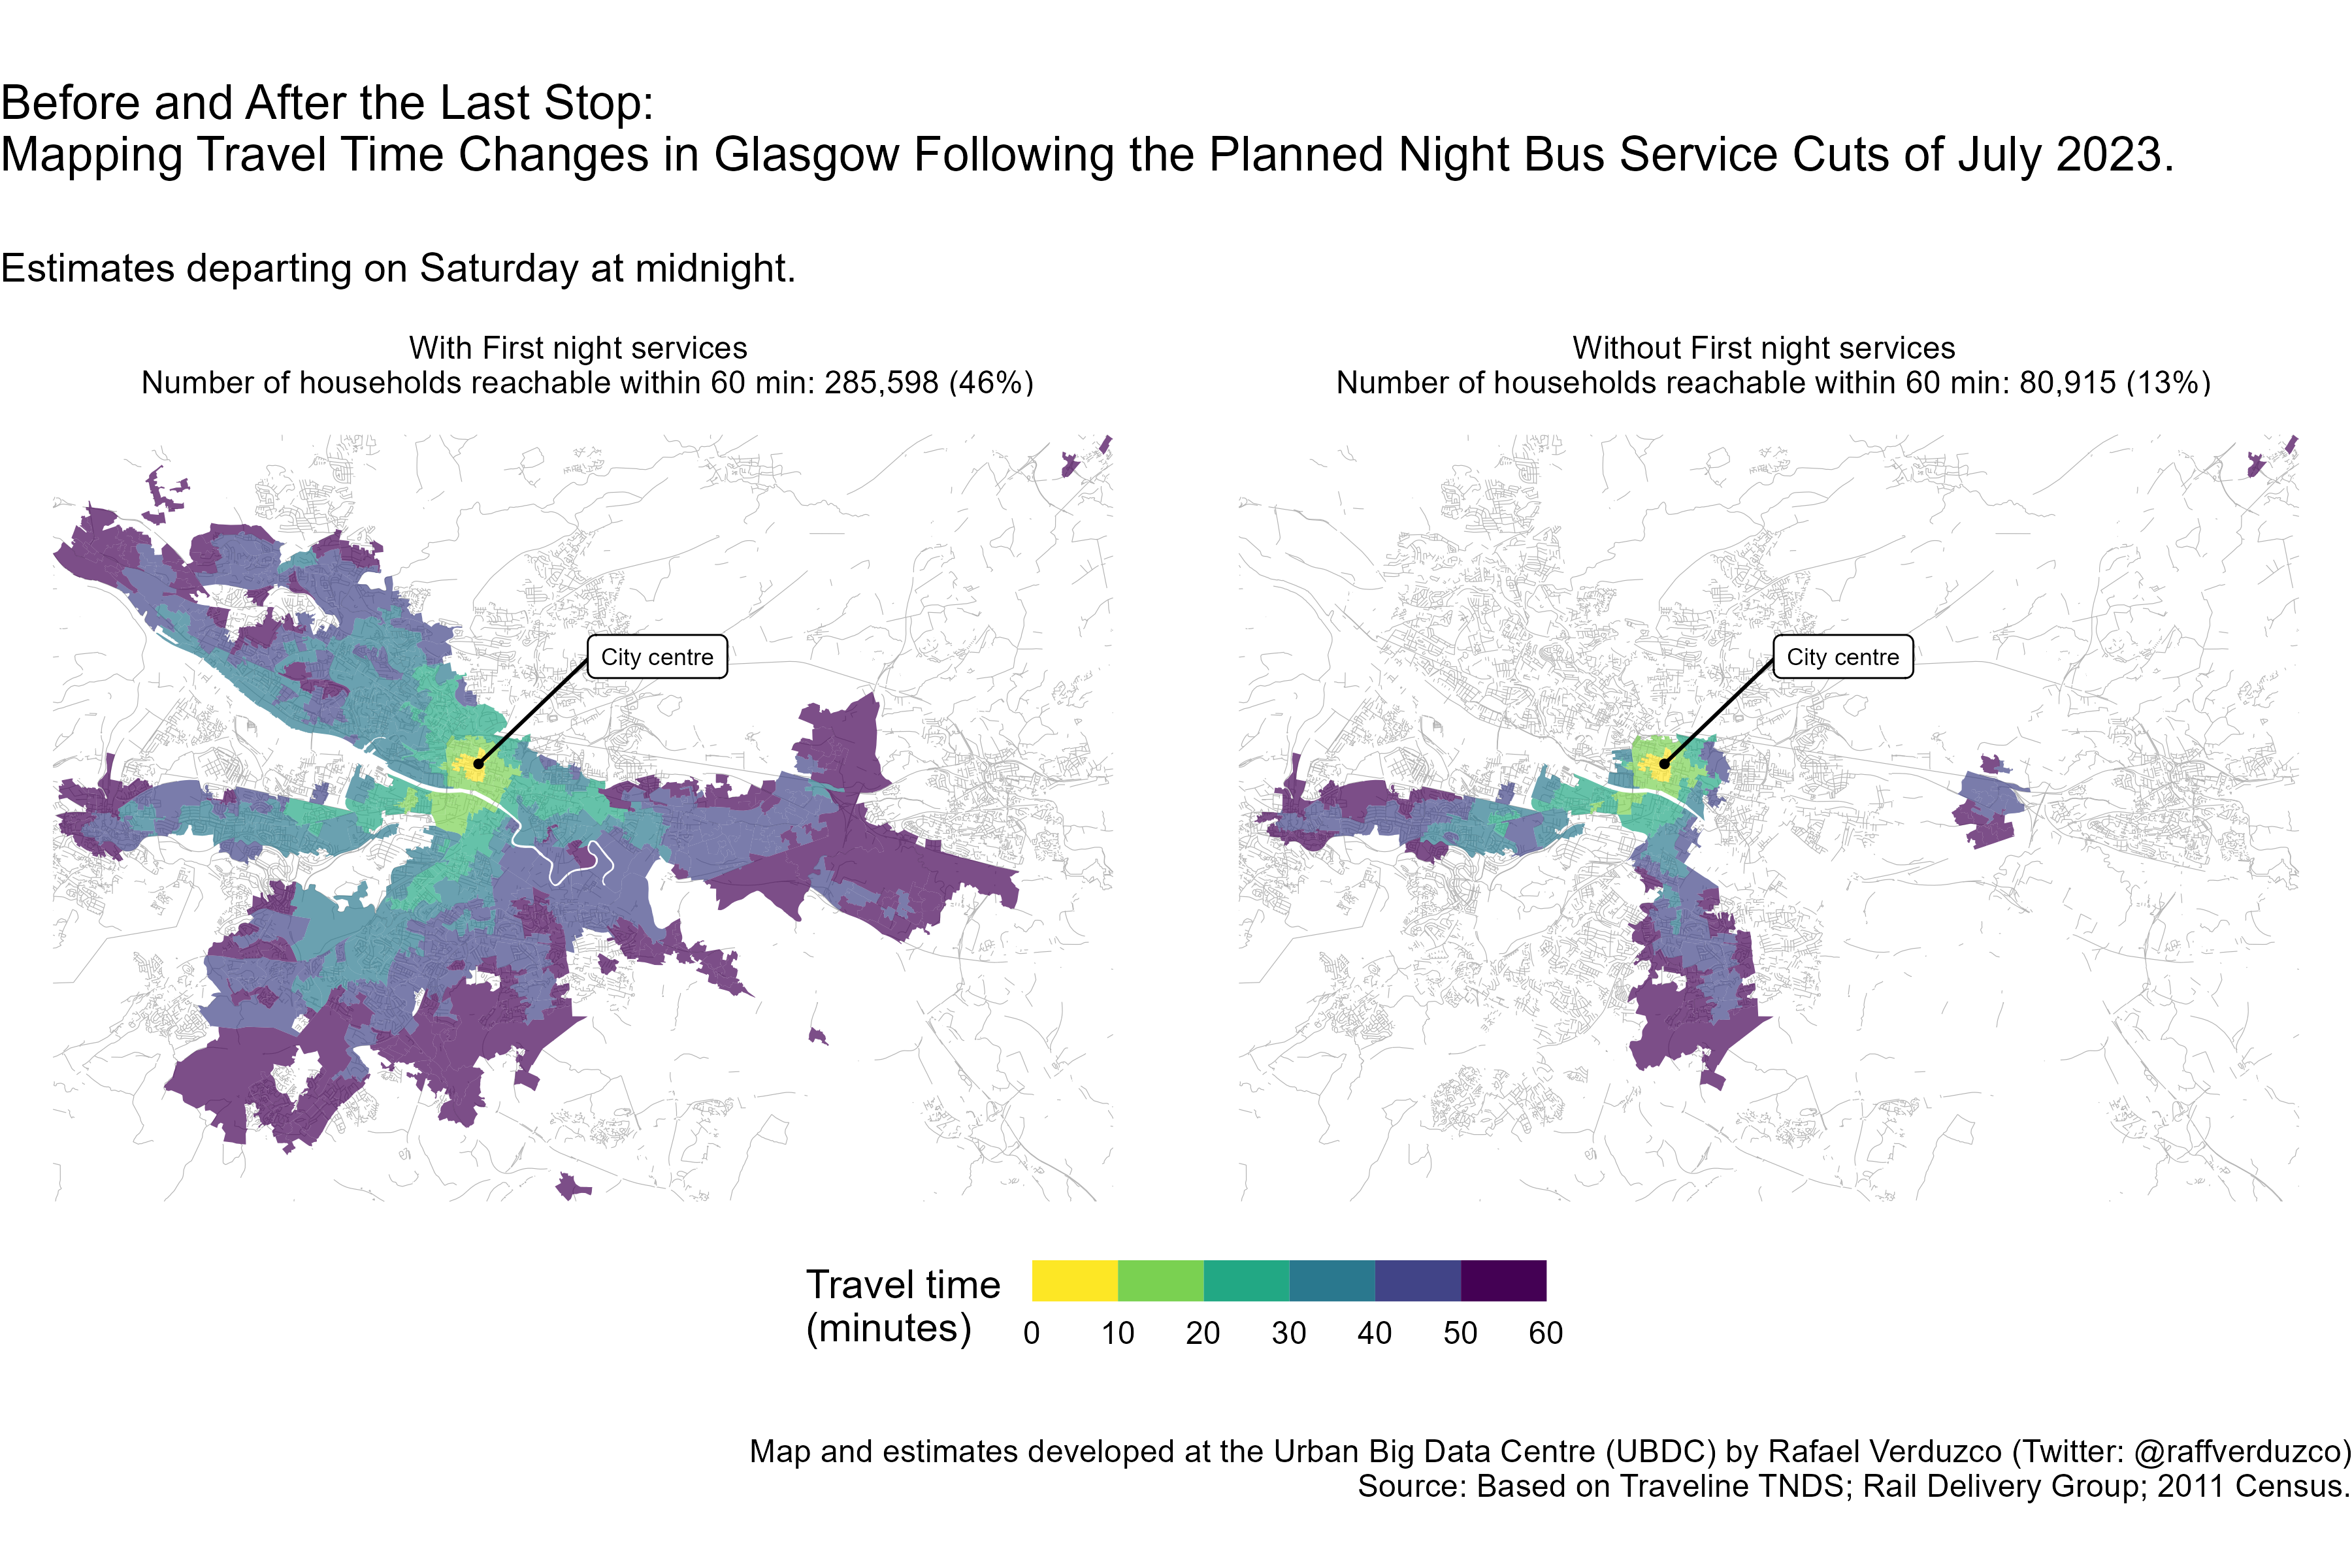 Before and After the Last Stop:
Mapping Travel Time Changes in Glasgow Following the Planned Night Bus Service Cuts of July 2023.
Estimates departing on Saturday at midnight.
With First night services
Number of households reachable within 60 min: 285,598 (46%)
City centre
Without First night services
Number of households reachable within 60 min: 80,915 (13%)
City centre
Travel time
(minutes)
0 10 20 30 40 50 60
Map and estimates developed at the Urban Big Data Centre (UBDC) by Rafael Verduzco (Twitter: @raffverduzco)
Source: Based on Traveline TNDS; Rail Delivery Group; 2011 Census.